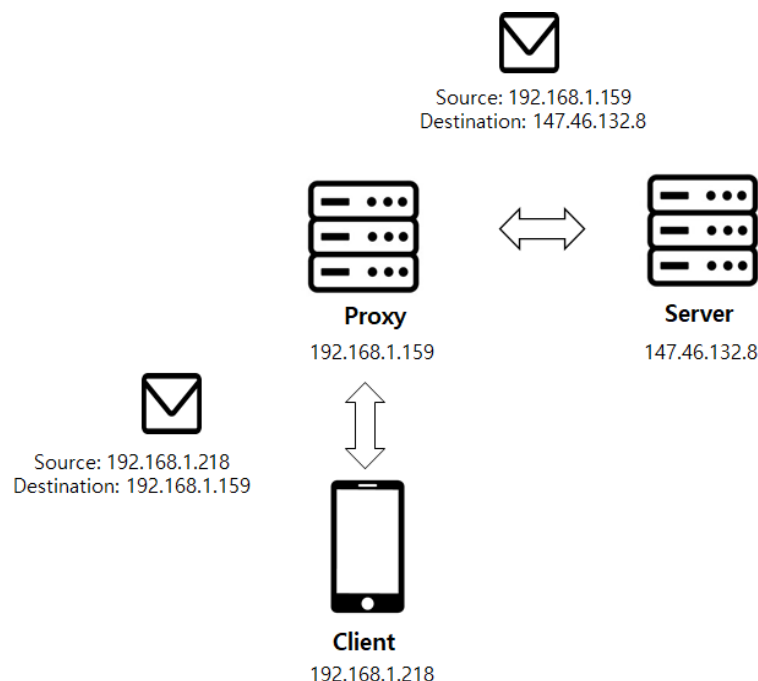 Source: 192.168.1.159
Destination: 147.46.132.8
Proxy
192.168.1.159
Server
147.46.132.8
Source: 192.168.1.218
Destination: 192.168.1.159
Client
192.168.1.218